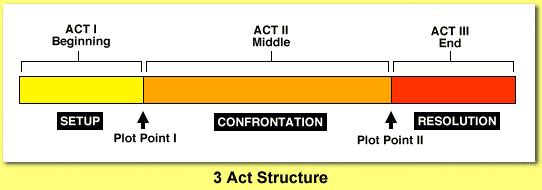 ACT I
Beginning
ACT II
Middle
ACT III
End
SETUP
Plot Point I
CONFRONTATION
Plot Point II
RESOLUTION
3 Act Structure